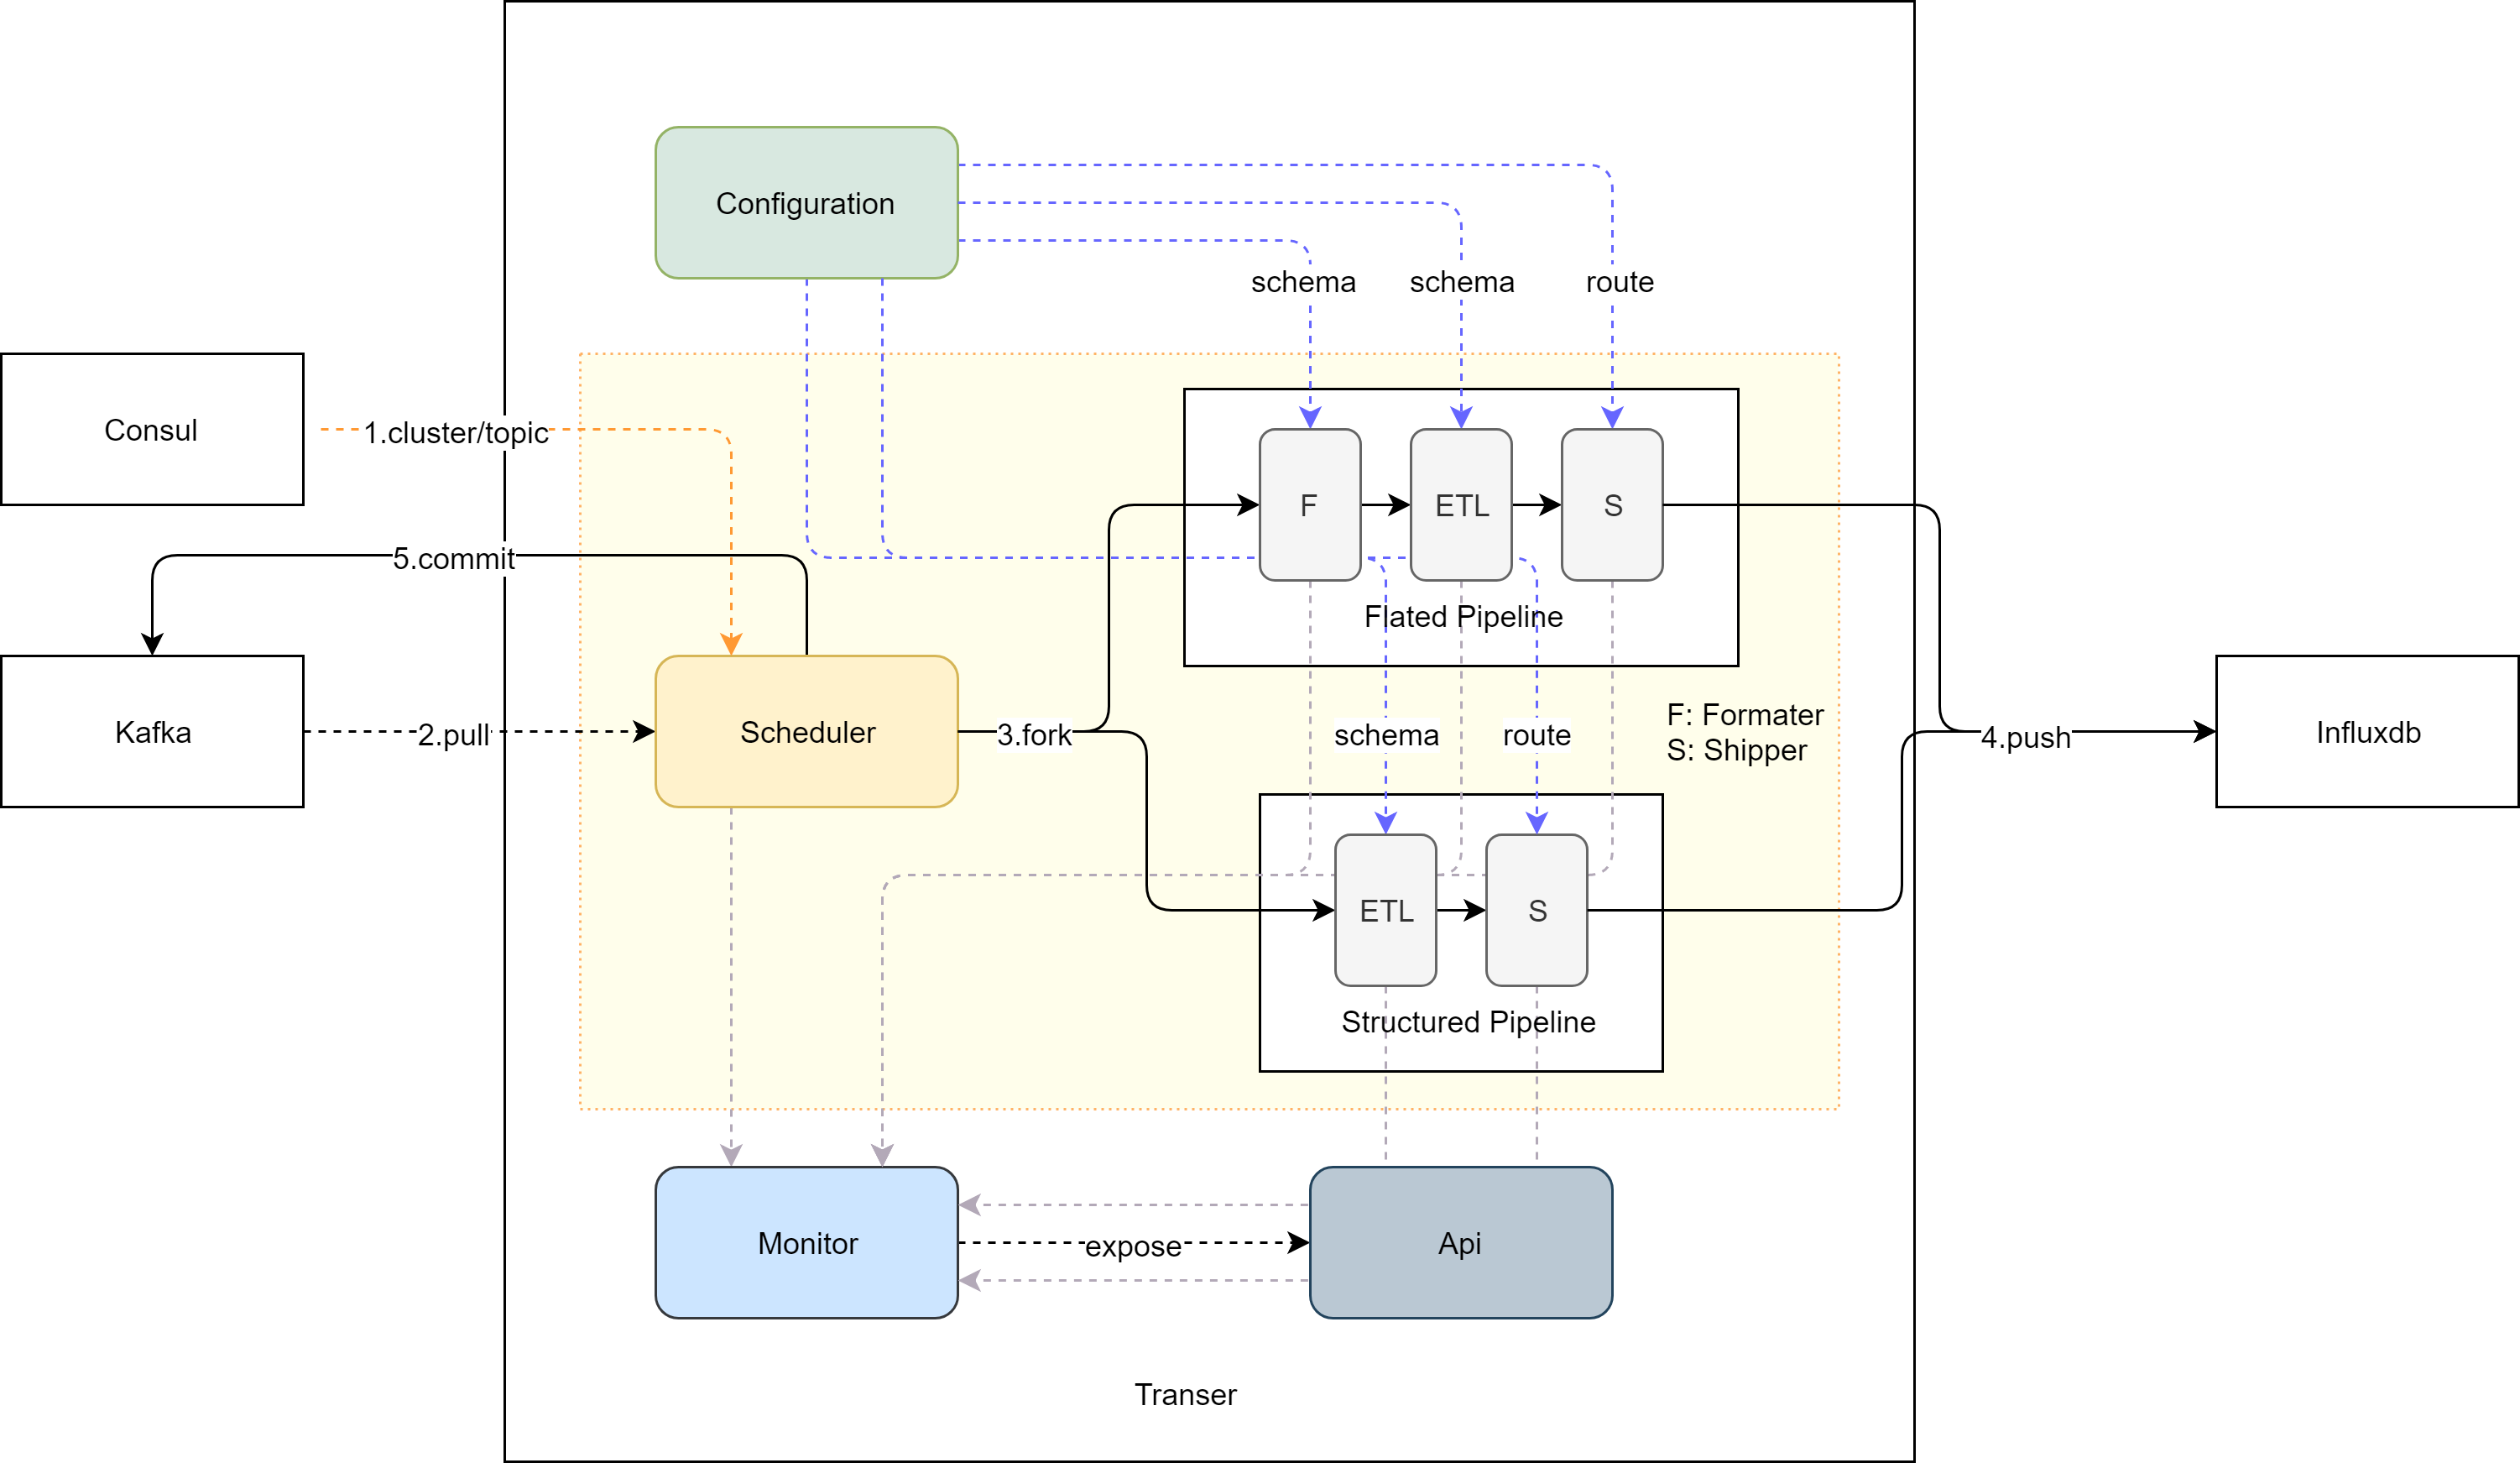 Configuration
schema
schema
route
Consul
1.cluster/topic
F
ETL
S
5.commit
Flated Pipeline
Kafka
2.pull
Scheduler
3.fork
schema
route
F: Formater
S: Shipper
4.push
Influxdb
ETL
S
Structured Pipeline
Monitor
expose
Api
Transer